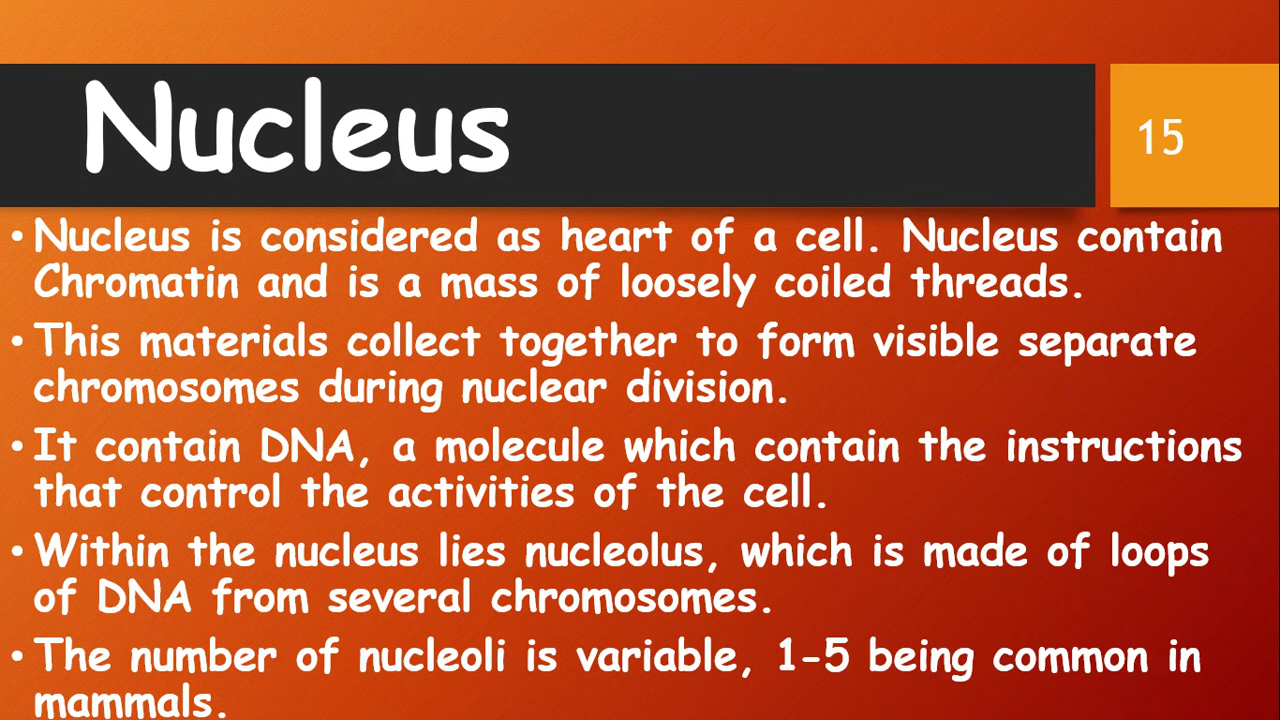 Nucleus
15
• Nucleus is considered as heart of a cell. Nucleus contain
Chromatin and is a mass of loosely coiled threads.
• This materials collect together to form visible separate
chromosomes during nuclear division.
• It contain DNA, a molecule which contain the instructions
that control the activities of the cell.
• Within the nucleus lies nucleolus, which is made of loops
of DNA from several chromosomes.
• The number of nucleoli is variable, 1-5 being common in
mammals.